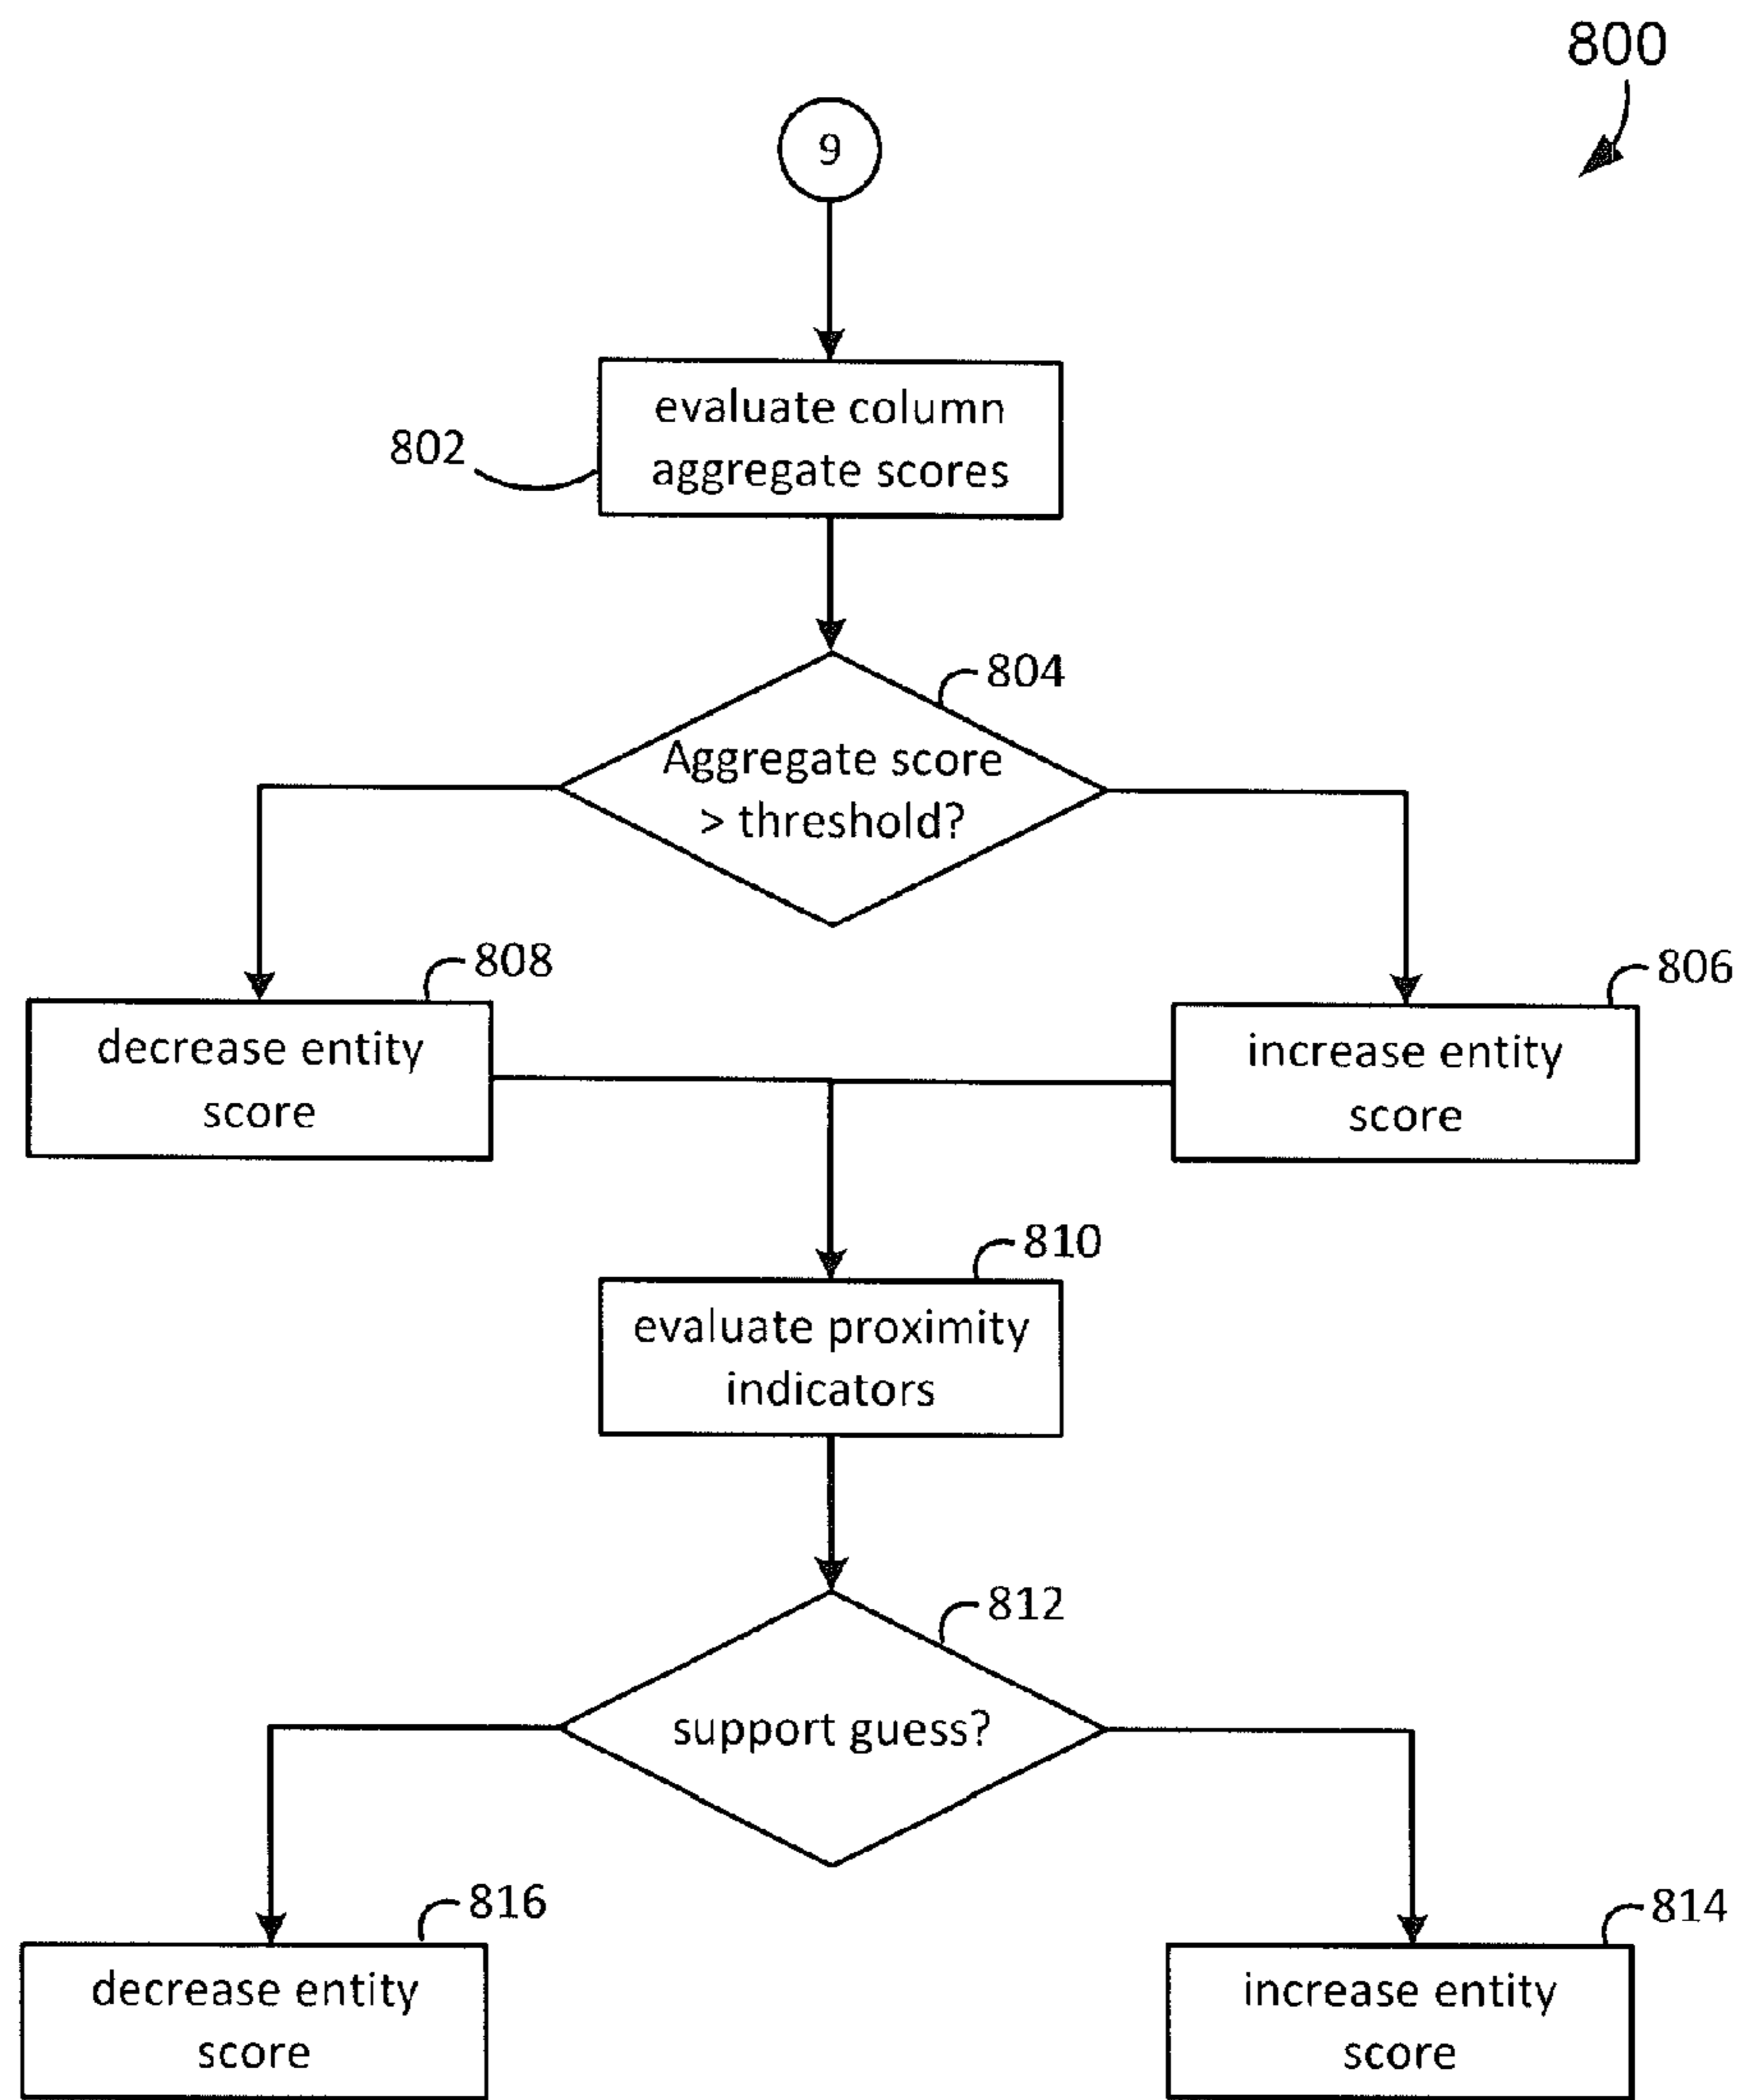 800
9
evaluate column
aggregate scores
802
804
Aggregate score
> threshold?
808
806
decrease entity
score
increase entity
score
810
evaluate proximity
indicators
812
support guess?
816
814
decrease entity
score
increase entity
score